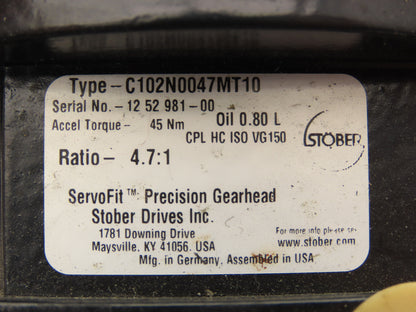 Type - C102N0047MT10
Serial No. - 12 52 981-00
Accel Torque - 45 Nm Oil 0.80 L
CPL HC ISO VG150
STÖBER
Ratio - 4.7:1
ServoFit™ Precision Gearhead
Stober Drives Inc.
1781 Downing Drive
Maysville, KY 41056. USA
For more info please se
www.stober.com
Mfg. in Germany, Assembled in USA